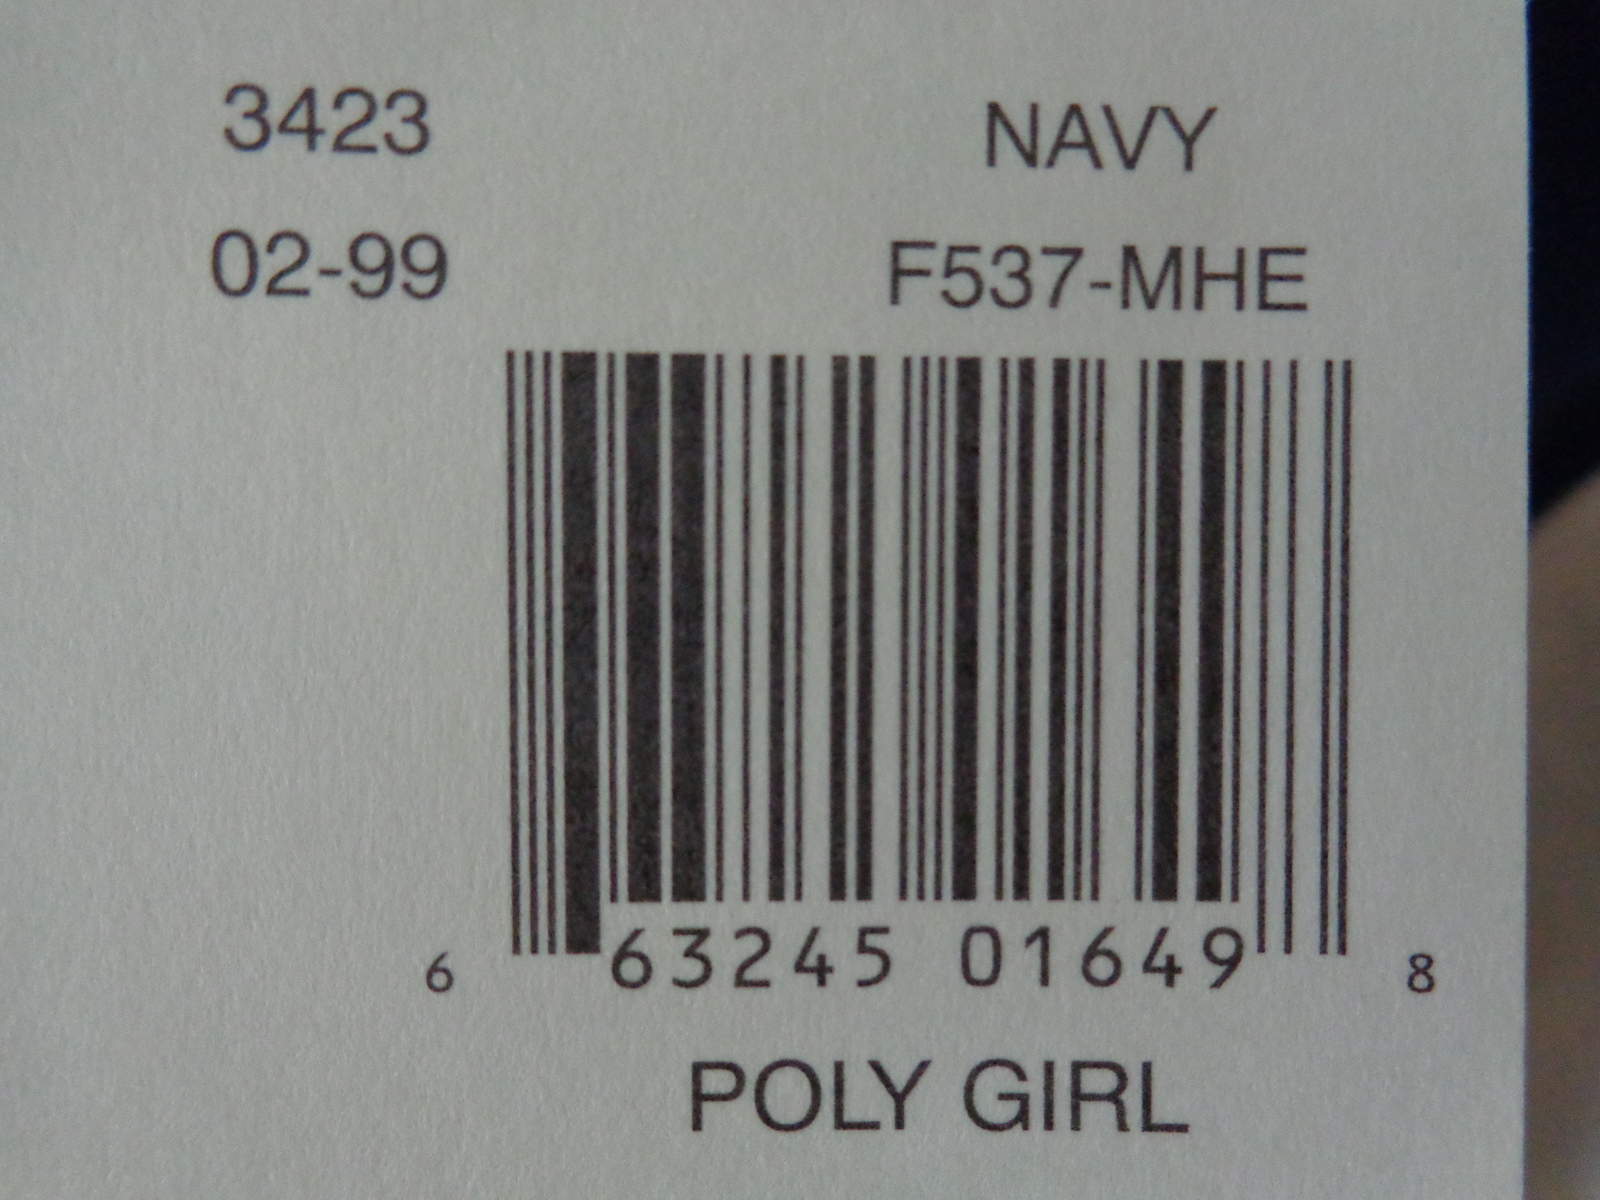 3423 NAVY
02-99 F537-MHE
6 63245 01649 8
POLY GIRL